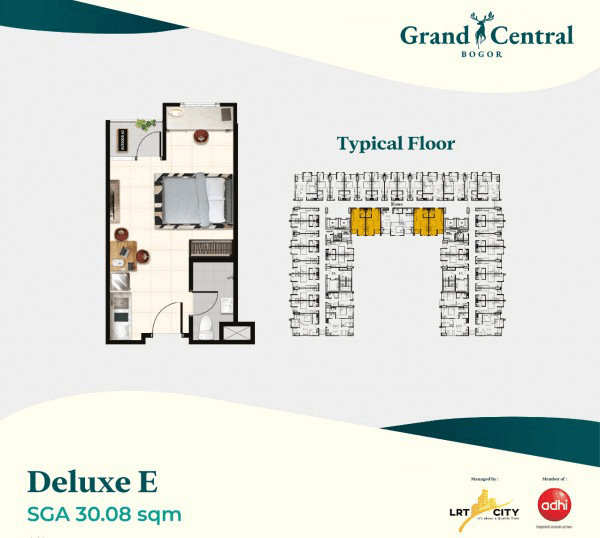 Grand Central
BOGOR
Typical Floor
Deluxe E
SGA 30.08 sqm
Managed by :
LRT CITY
It's about a Quality Time
Member of :
adhi
beyond construction